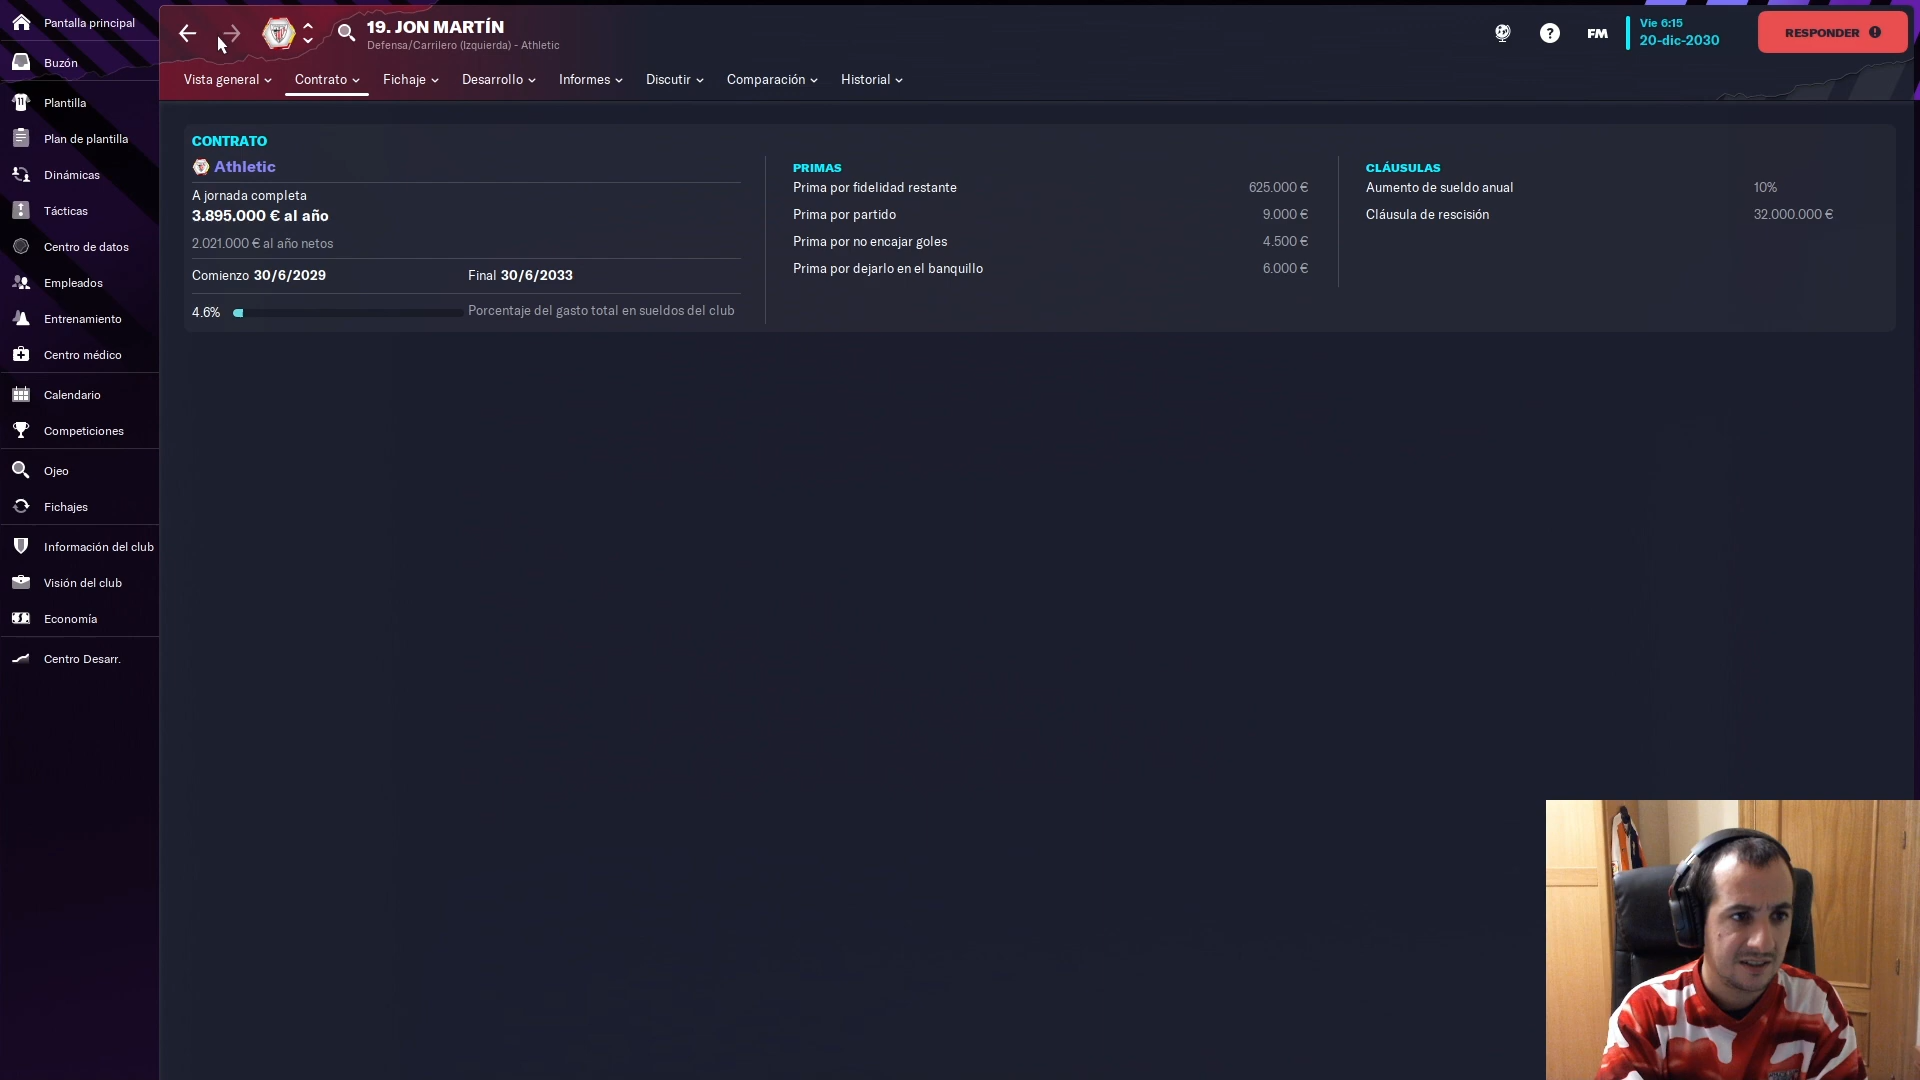 Pantalla principal
Buzón
Plantilla
Plan de plantilla
Dinámicas
Tácticas
Centro de datos
Empleados
Entrenamiento
Centro médico
Calendario
Competiciones
Ojeo
Fichajes
Información del club
Visión del club
Economía
Centro Desarr.
19. JON MARTÍN
Defensa/Carrilero (Izquierda) - Athletic
? FM
Vie 6:15
20-dic-2030
RESPONDER
Vista general Contrato Fichaje Desarrollo Informes Discutir Comparación Historial
CONTRATO
Athletic
A jornada completa
3.895.000 € al año
2.021.000 € al año netos
Comienzo 30/6/2029 Final 30/6/2033
4.6% Porcentaje del gasto total en sueldos del club
PRIMAS
Prima por fidelidad restante 625.000 €
Prima por partido 9.000 €
Prima por no encajar goles 4.500 €
Prima por dejarlo en el banquillo 6.000 €
CLÁUSULAS
Aumento de sueldo anual 10%
Cláusula de rescisión 32.000.000 €